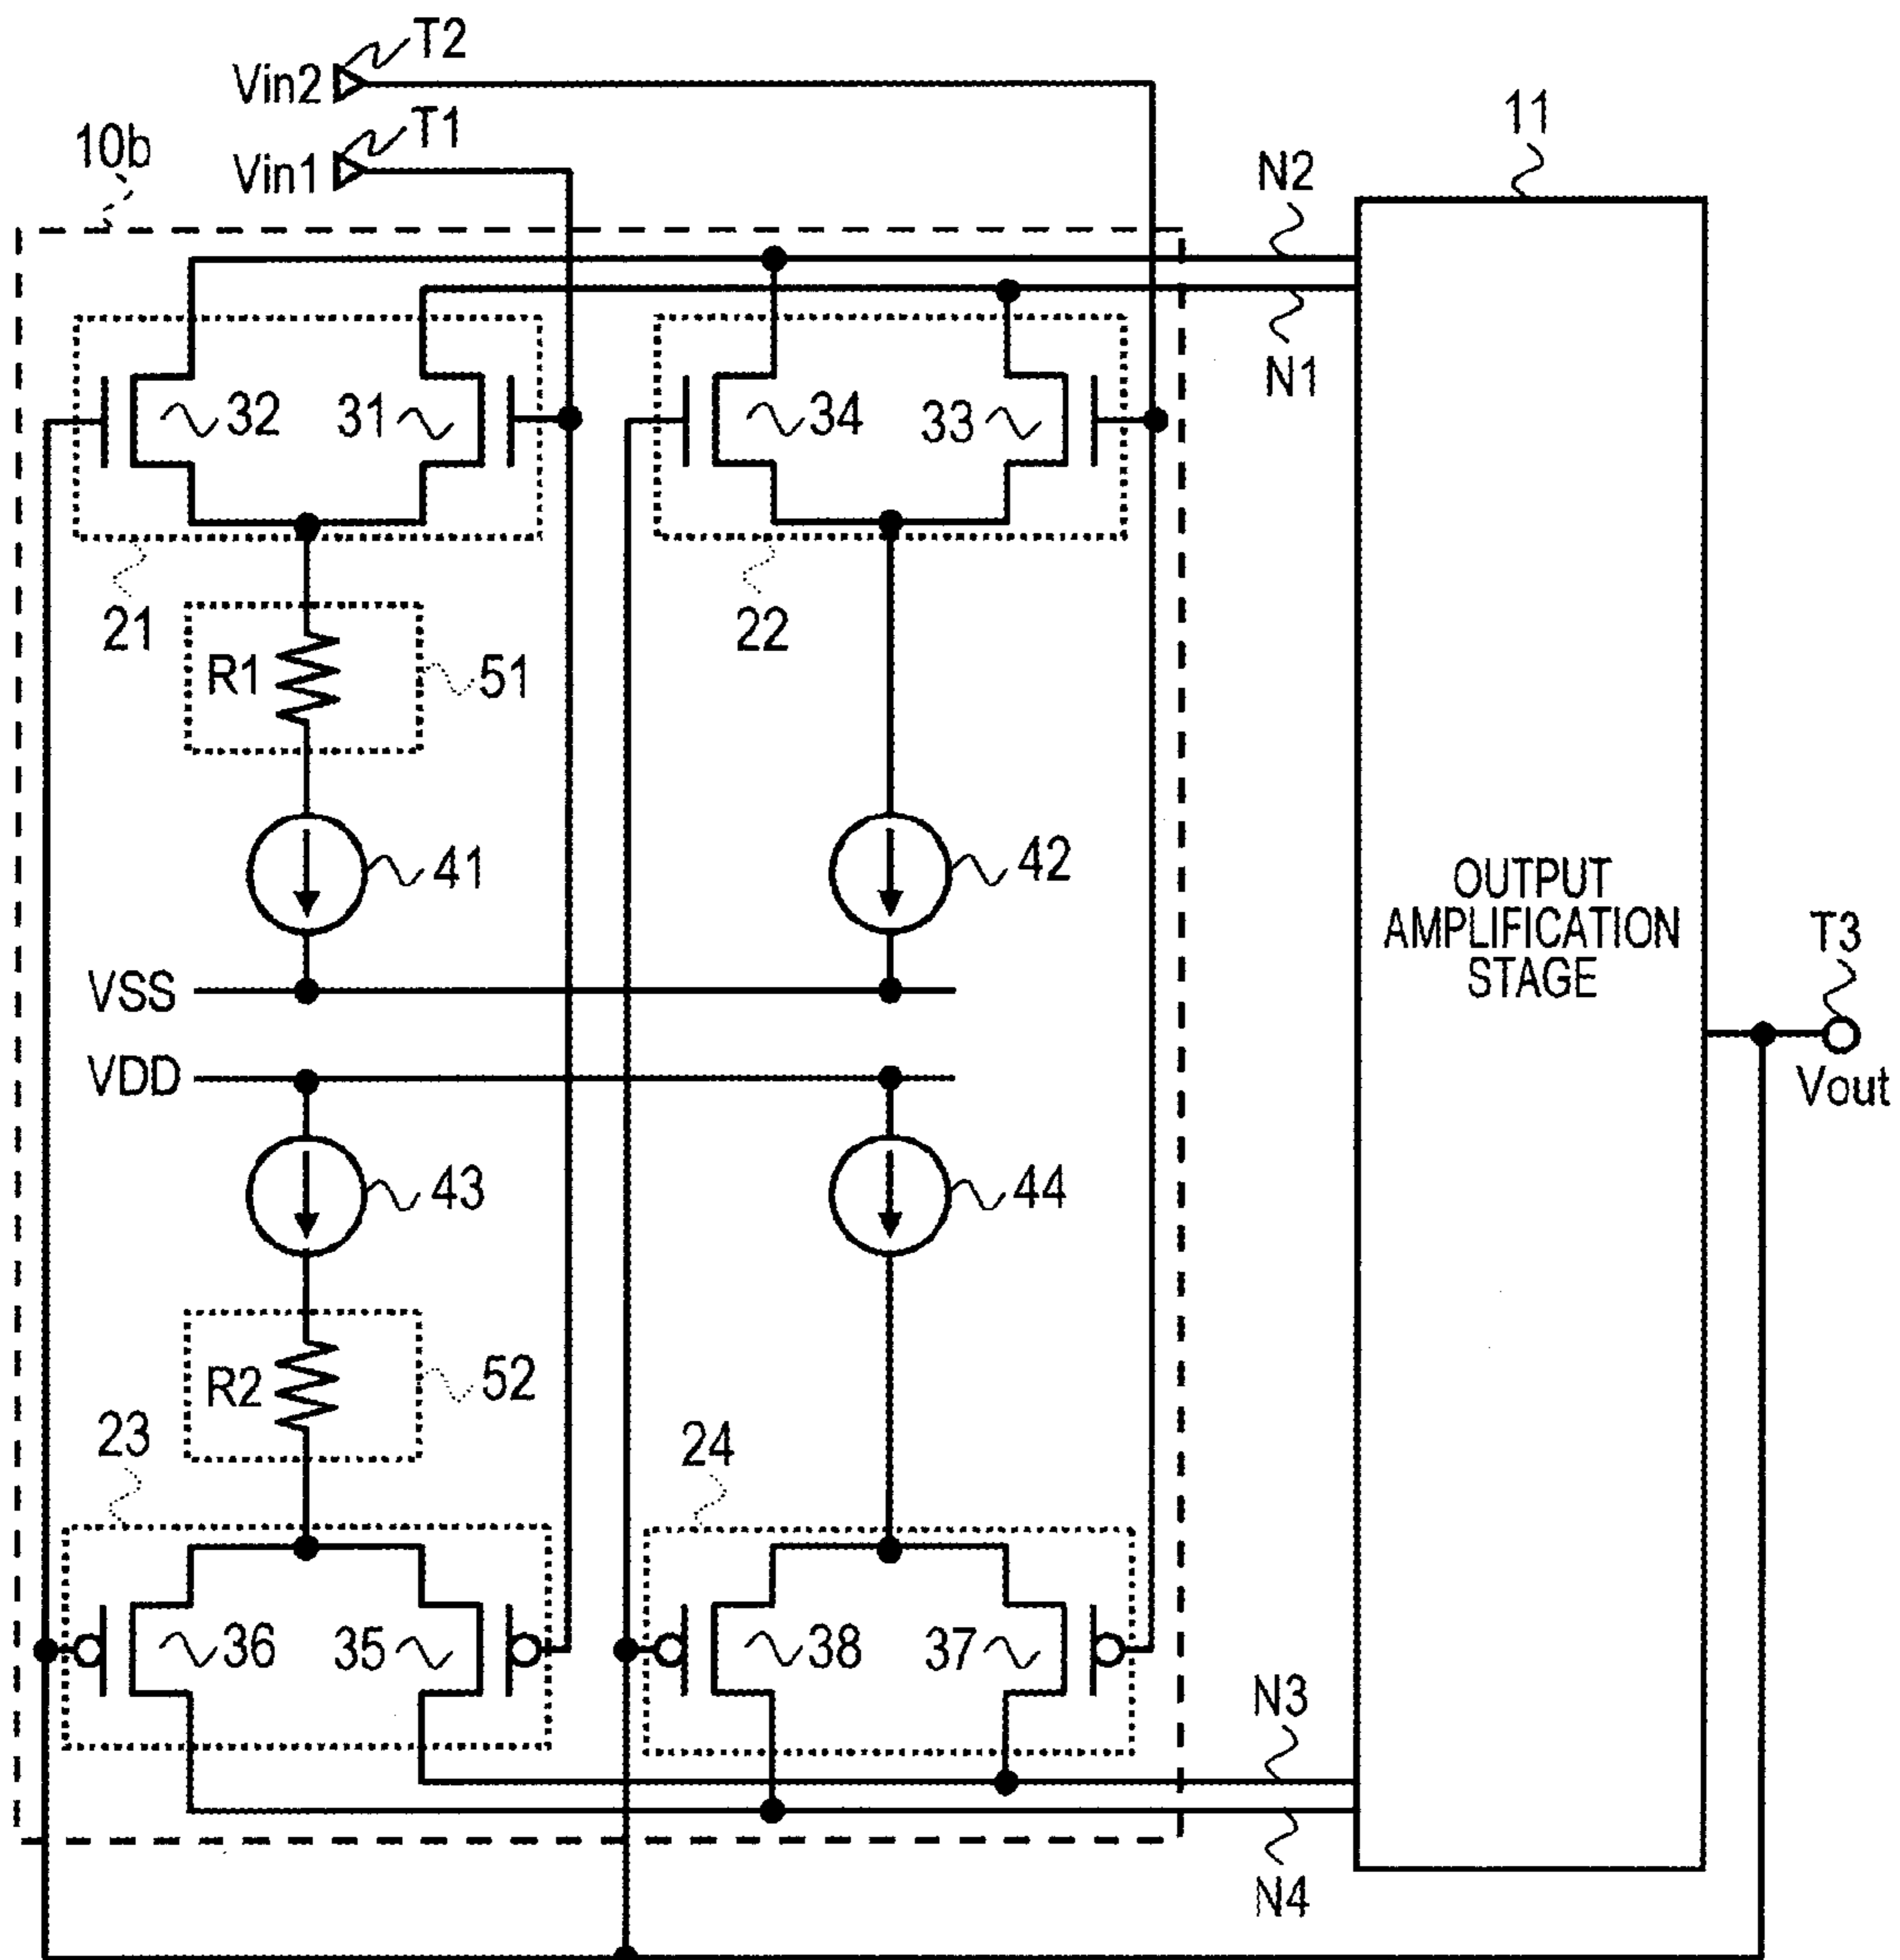 T2
Vin2
T1
Vin1
10b
11
N2
N1
32
31
34
33
21
22
R1
51
41
42
OUTPUT
AMPLIFICATION
STAGE
T3
VSS
VDD
Vout
43
44
R2
52
23
24
36
35
38
37
N3
N4